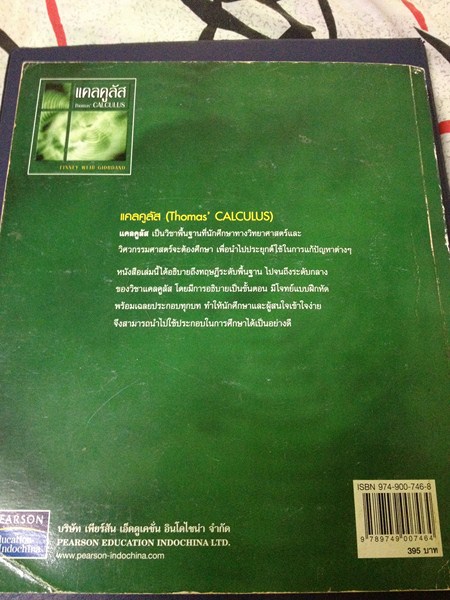 แคลคูลัส
Thomas' CALCULUS
FINNEY WEIR GIORDANO
แคลคูลัส (Thomas' CALCULUS)
แคลคูลัส เป็นวิชาพื้นฐานที่นักศึกษาทางวิทยาศาสตร์และ
วิศวกรรมศาสตร์จะต้องศึกษา เพื่อนำไปประยุกต์ใช้ในการแก้ปัญหาต่างๆ
หนังสือเล่มนี้ได้อธิบายถึงทฤษฎีระดับพื้นฐาน ไปจนถึงระดับกลาง
ของวิชาแคลคูลัส โดยมีการอธิบายเป็นขั้นตอน มีโจทย์แบบฝึกหัด
พร้อมเฉลยประกอบทุกบท ทำให้นักศึกษาและผู้สนใจเข้าใจง่าย
จึงสามารถนำไปใช้ประกอบในการศึกษาได้เป็นอย่างดี
ISBN 974-900-746-8
9 789749 007464
395 บาท
PEARSON
Education
Indochina
บริษัท เพียร์สัน เอ็ดดูเคชั่น อินโดไชน่า จำกัด
PEARSON EDUCATION INDOCHINA LTD.
www.pearson-indochina.com